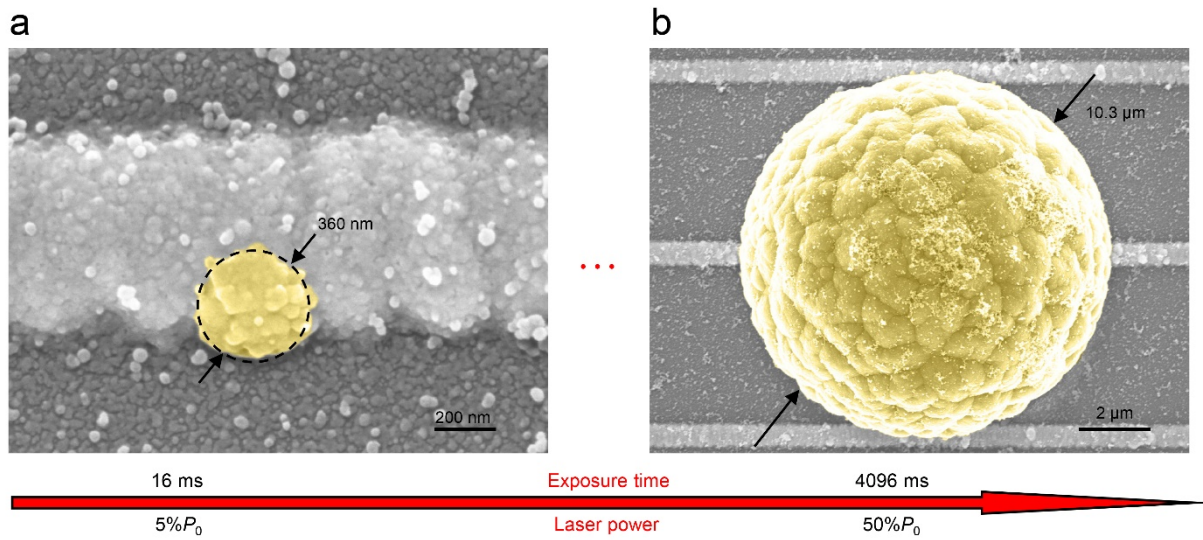 a
b
360 nm
200 nm
10.3 µm
2 µm
...
16 ms
Exposure time
4096 ms
5%P₀
Laser power
50%P₀